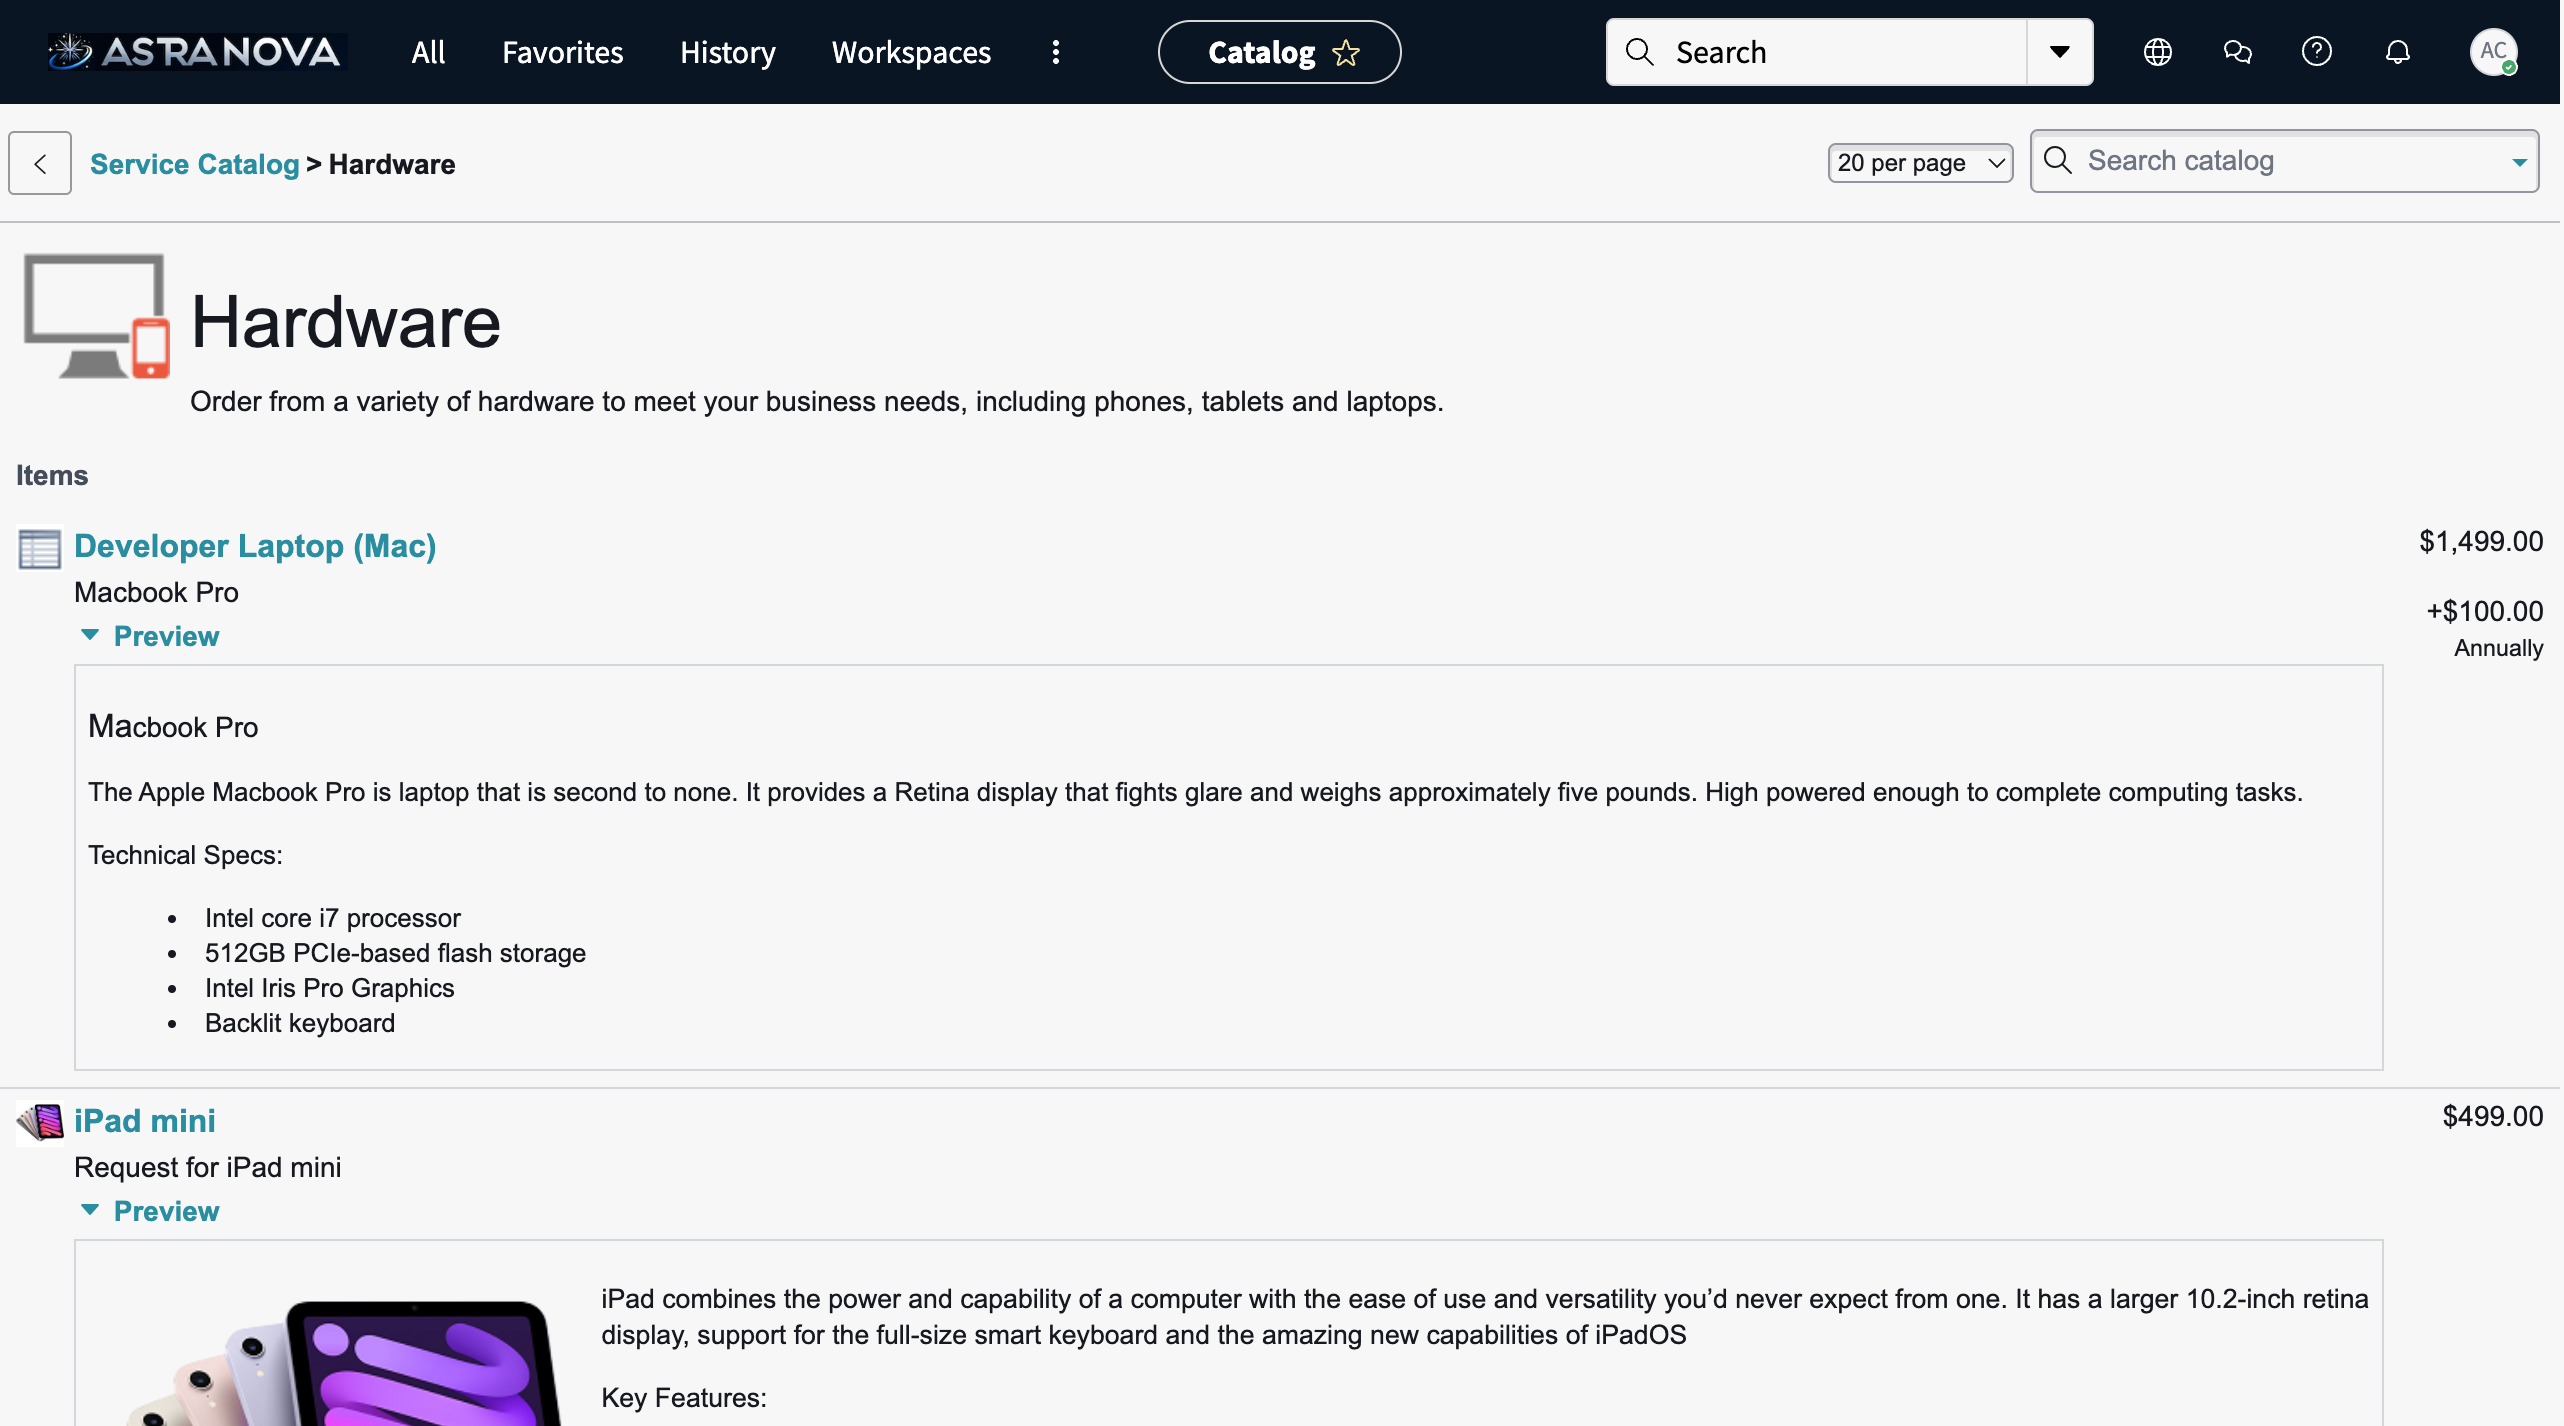 ASTRANOVA All Favorites History Workspaces Catalog Search AC
Service Catalog > Hardware 20 per page Search catalog
Hardware
Order from a variety of hardware to meet your business needs, including phones, tablets and laptops.
Items
Developer Laptop (Mac) $1,499.00
Macbook Pro +$100.00
Preview Annually
Macbook Pro
The Apple Macbook Pro is laptop that is second to none. It provides a Retina display that fights glare and weighs approximately five pounds. High powered enough to complete computing tasks.
Technical Specs:
• Intel core i7 processor
• 512GB PCIe-based flash storage
• Intel Iris Pro Graphics
• Backlit keyboard
iPad mini $499.00
Request for iPad mini
Preview
iPad combines the power and capability of a computer with the ease of use and versatility you’d never expect from one. It has a larger 10.2-inch retina
display, support for the full-size smart keyboard and the amazing new capabilities of iPadOS
Key Features: